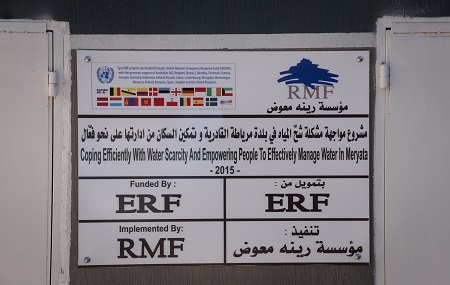 RMF
مؤسسة رينه معوض
مشروع مواجهة مشكلة شحّ المياه في بلدة مرياطة القادرية و تمكين السكان من ادارتها على نحو فعّال
Coping Efficiently With Water Scarcity And Empowering People To Effectively Manage Water In Meryata
- 2015 -
Funded By :
ERF
بتمويل من :
ERF
Implemented By:
RMF
تنفيذ :
مؤسسة رينه معوض